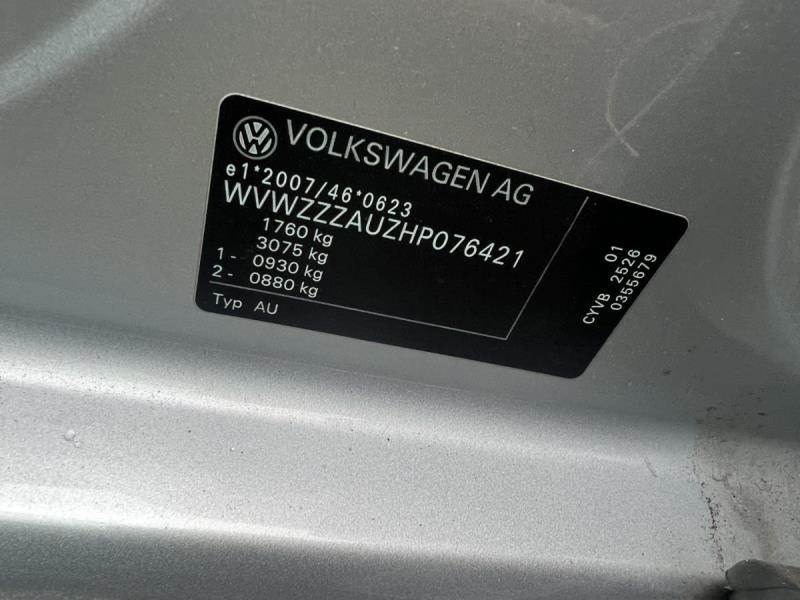 VOLKSWAGEN AG
e1*2007/46*0623
WVWZZZAUZHP076421
1760 kg
3075 kg
1 - 0930 kg
2 - 0880 kg
Typ AU
01
CYVB 2526
0355679